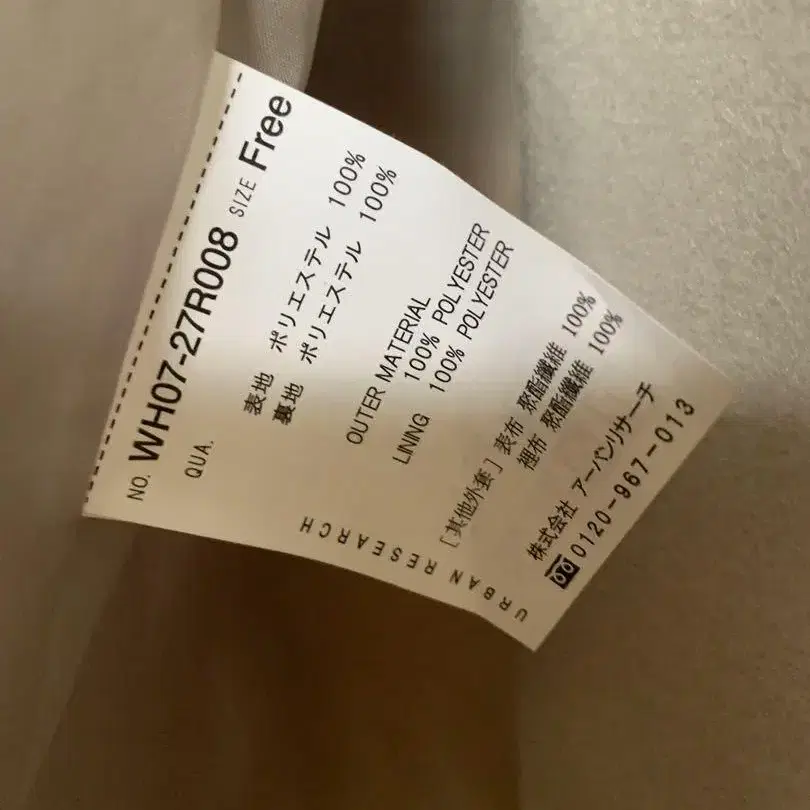 NO. WH07-27R008 SIZE Free
QUA.
表地 ポリエステル 100%
裏地 ポリエステル 100%
OUTER MATERIAL
100% POLYESTER
LINING 100% POLYESTER
[其他外套] 表布 聚酯纖維 100%
裡布 聚酯纖維 100%
株式会社 アーバンリサーチ
0120-967-013
URBAN RESEARCH